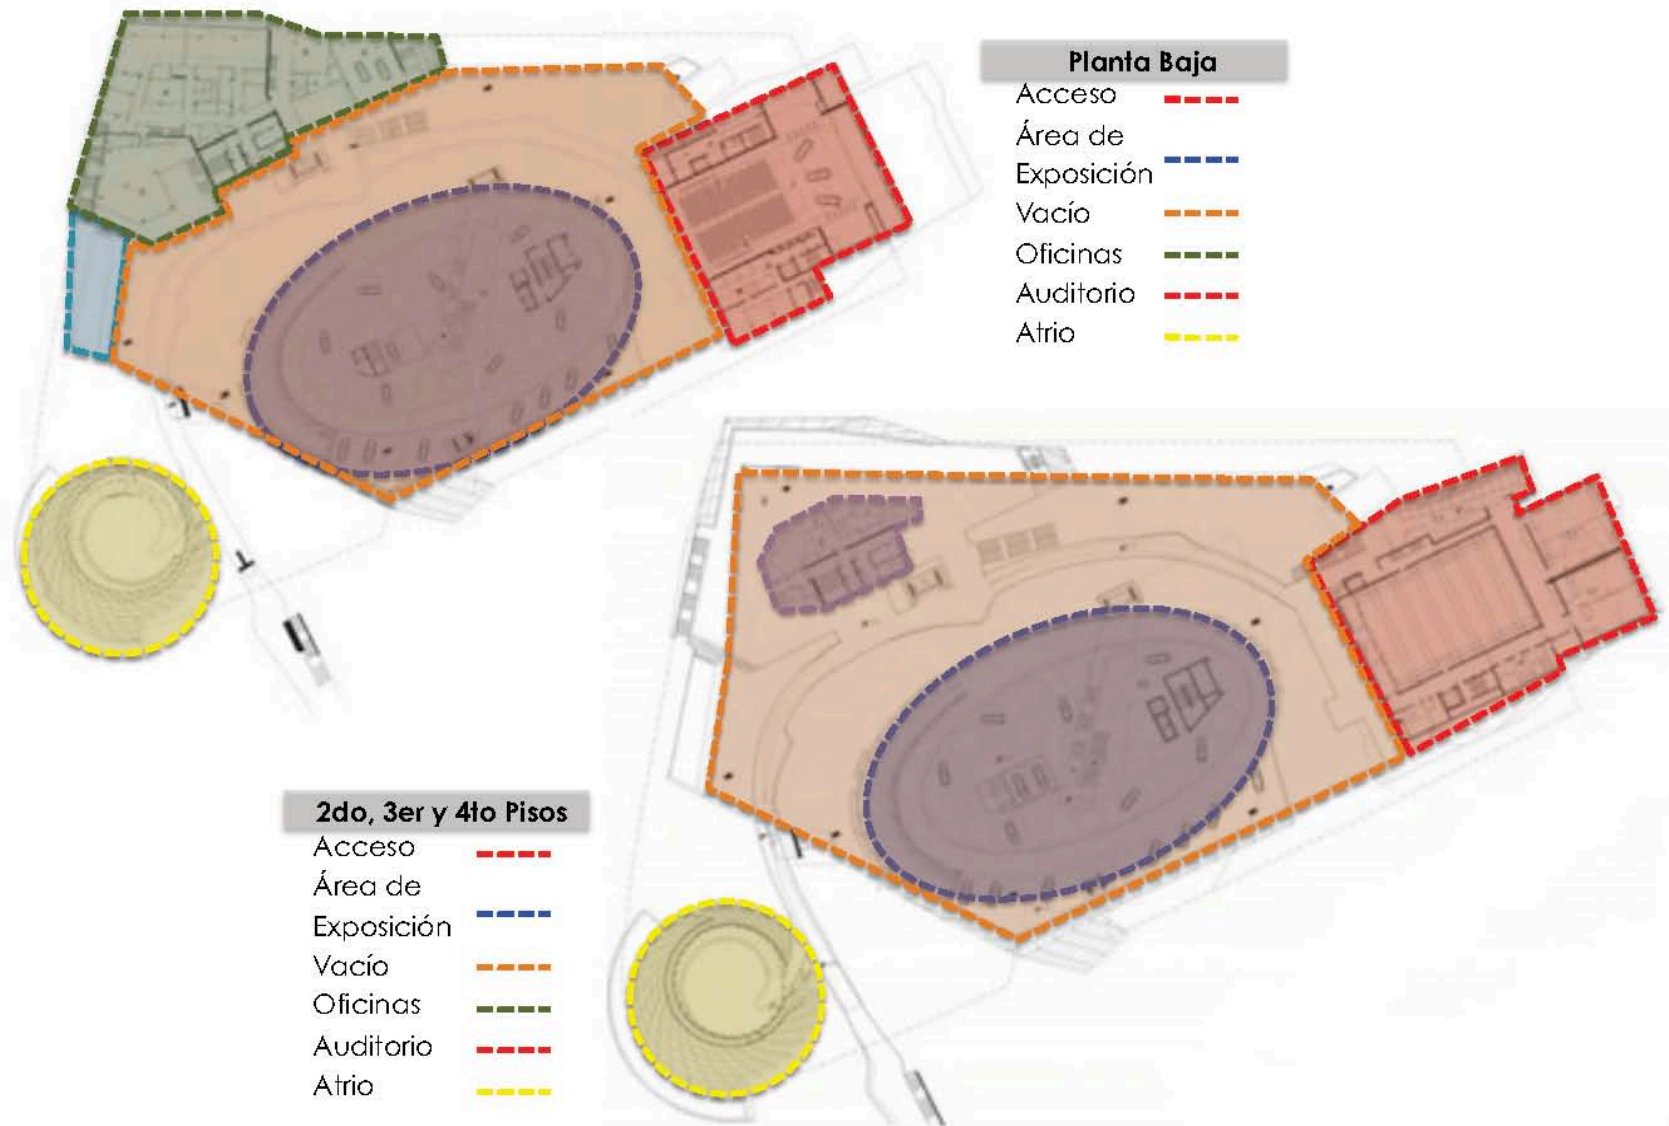 Planta Baja
Acceso
Área de
Exposición
Vacío
Oficinas
Auditorio
Atrio
2do, 3er y 4to Pisos
Acceso
Área de
Exposición
Vacío
Oficinas
Auditorio
Atrio